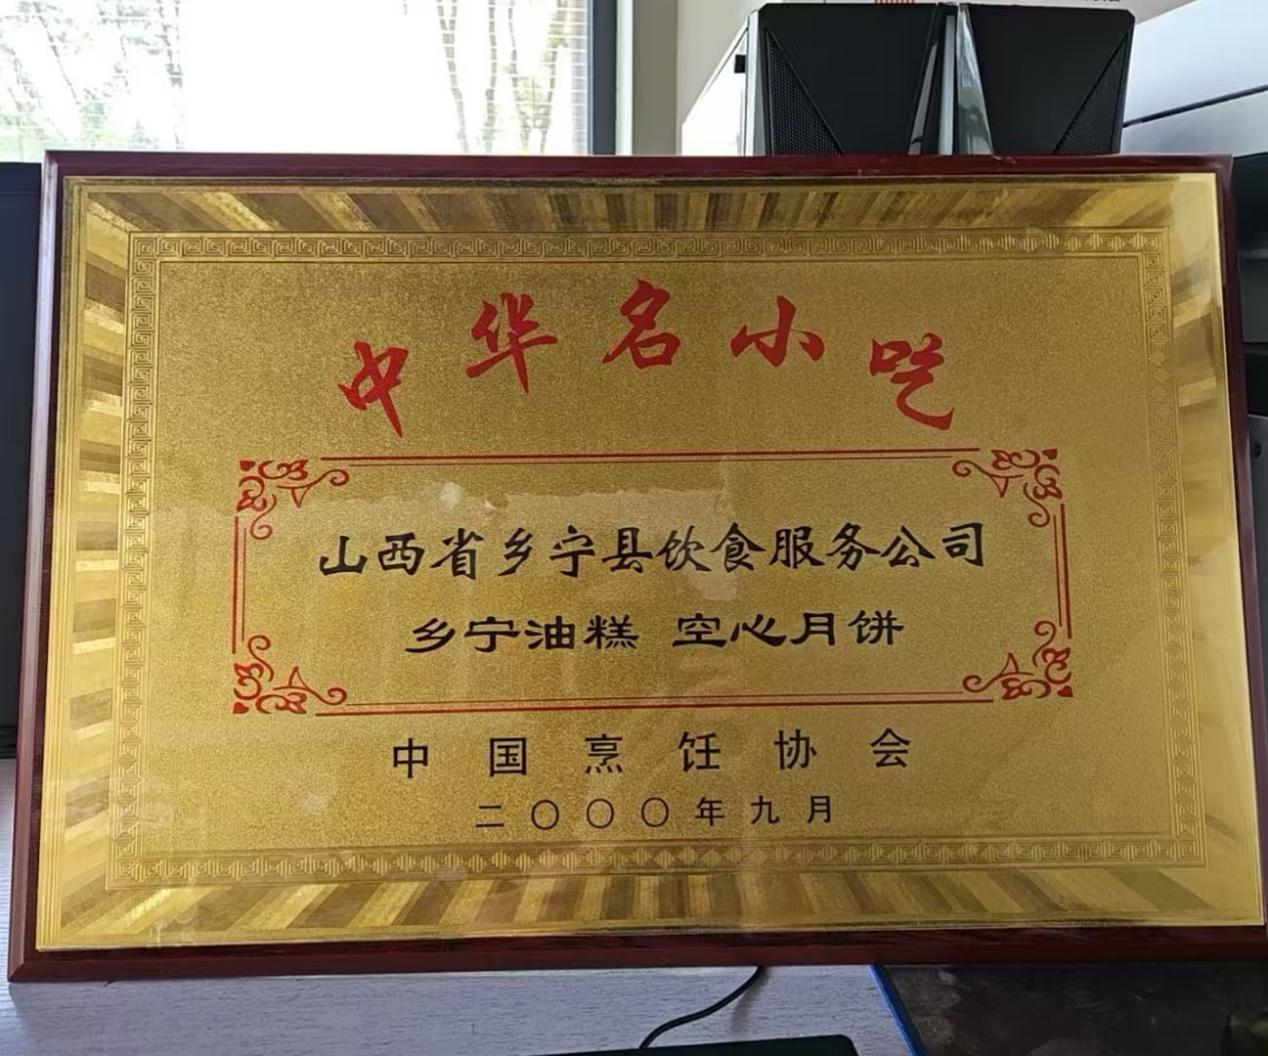 中华名小吃
山西省乡宁县饮食服务公司
乡宁油糕 空心月饼
中国烹饪协会
二〇〇〇年九月